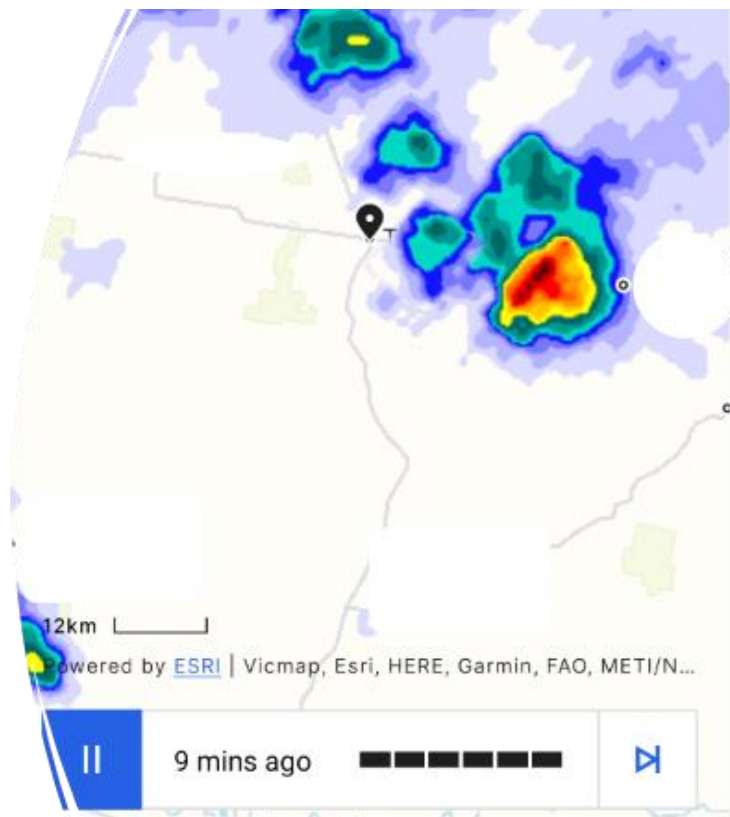 T
12km
Powered by ESRI | Vicmap, Esri, HERE, Garmin, FAO, METI/N...
9 mins ago